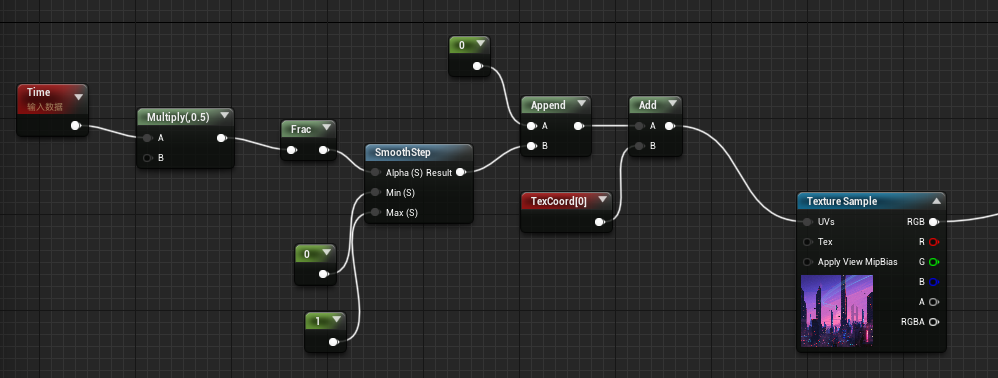 0
Time
输入数据
Multiply(,0.5)
A
B
Frac
SmoothStep
Alpha (S) Result
Min (S)
Max (S)
0
1
Append
A
B
Add
A
B
TexCoord[0]
Texture Sample
UVs RGB
Tex R
Apply View MipBias G
B
A
RGBA